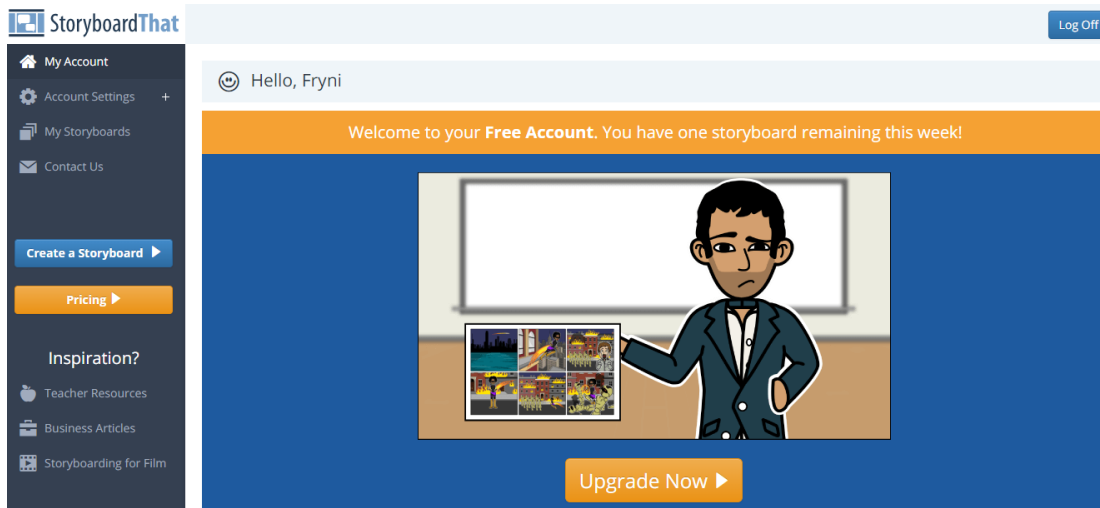 StoryboardThat
Log Off
My Account
Account Settings +
My Storyboards
Contact Us
Create a Storyboard
Pricing
Inspiration?
Teacher Resources
Business Articles
Storyboarding for Film
Hello, Fryni
Welcome to your Free Account. You have one storyboard remaining this week!
Upgrade Now